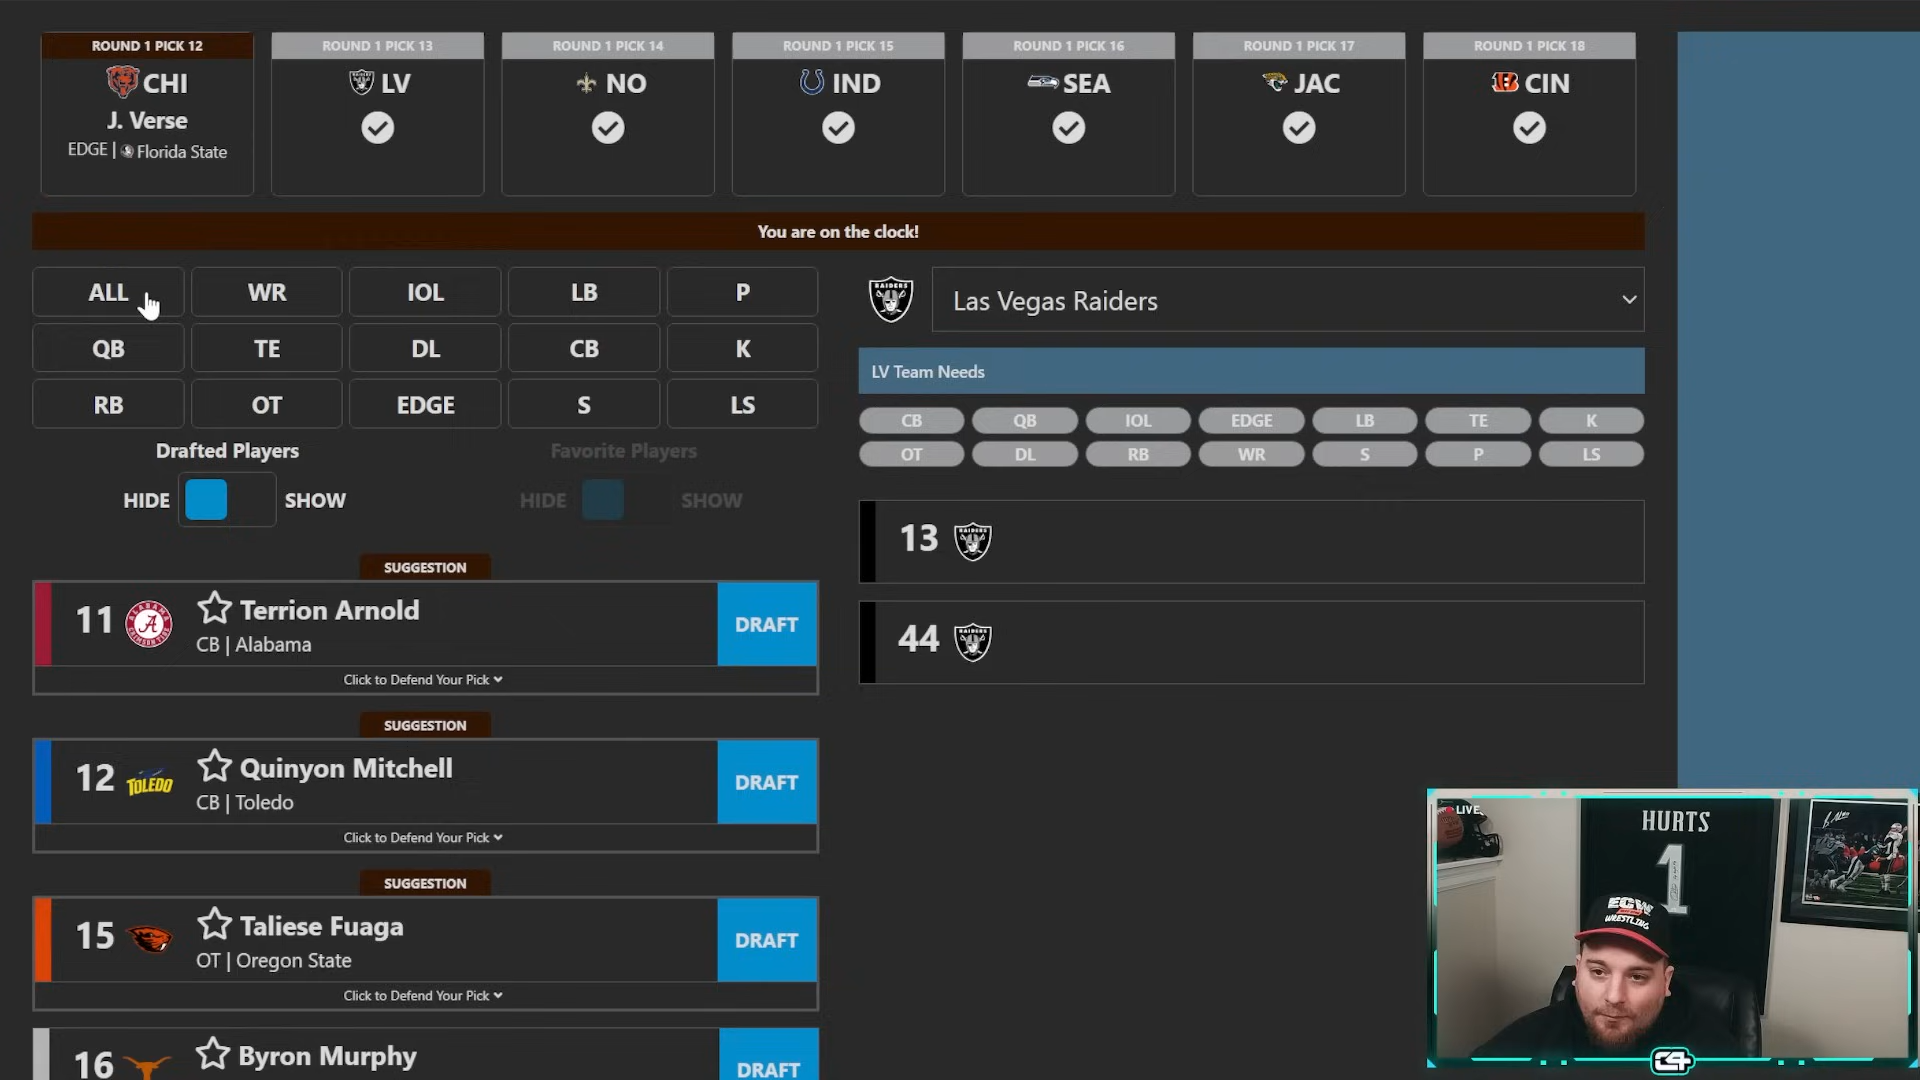 ROUND 1 PICK 12
CHI
J. Verse
EDGE | Florida State
ROUND 1 PICK 13
LV
ROUND 1 PICK 14
NO
ROUND 1 PICK 15
IND
ROUND 1 PICK 16
SEA
ROUND 1 PICK 17
JAC
ROUND 1 PICK 18
CIN
You are on the clock!
ALL WR IOL LB P
QB TE DL CB K
RB OT EDGE S LS
Drafted Players
HIDE SHOW
Favorite Players
HIDE SHOW
SUGGESTION
11 Terrion Arnold
CB | Alabama
DRAFT
Click to Defend Your Pick
SUGGESTION
12 TOLEDO Quinyon Mitchell
CB | Toledo
DRAFT
Click to Defend Your Pick
SUGGESTION
15 Taliese Fuaga
OT | Oregon State
DRAFT
Click to Defend Your Pick
16 Byron Murphy
DRAFT
RAIDERS
Las Vegas Raiders
LV Team Needs
CB QB IOL EDGE LB TE K
OT DL RB WR S P LS
13 RAIDERS
44 RAIDERS
LIVE
HURTS
1
ECW
WRESTLING
C4